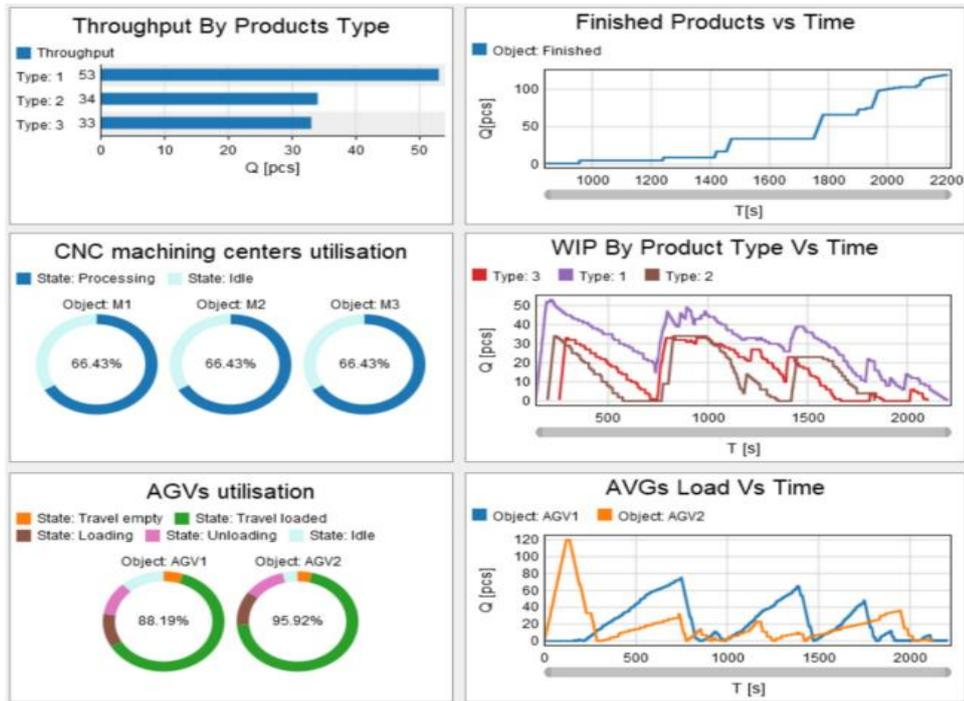 Throughput By Products Type
Throughput
Type: 1 53
Type: 2 34
Type: 3 33
0 10 20 30 40 50
Q [pcs]
Finished Products vs Time
Object: Finished
Q[pcs]
100
50
0
1000 1200 1400 1600 1800 2000 2200
T[s]
CNC machining centers utilisation
State: Processing State: Idle
Object: M1 Object: M2 Object: M3
66.43% 66.43% 66.43%
WIP By Product Type Vs Time
Type: 3 Type: 1 Type: 2
Q [pcs]
50
40
30
20
10
0
500 1000 1500 2000
T [s]
AGVs utilisation
State: Travel empty State: Travel loaded
State: Loading State: Unloading State: Idle
Object: AGV1 Object: AGV2
88.19% 95.92%
AVGs Load Vs Time
Object: AGV1 Object: AGV2
Q [pcs]
120
100
80
60
40
20
0
0 500 1000 1500 2000
T [s]